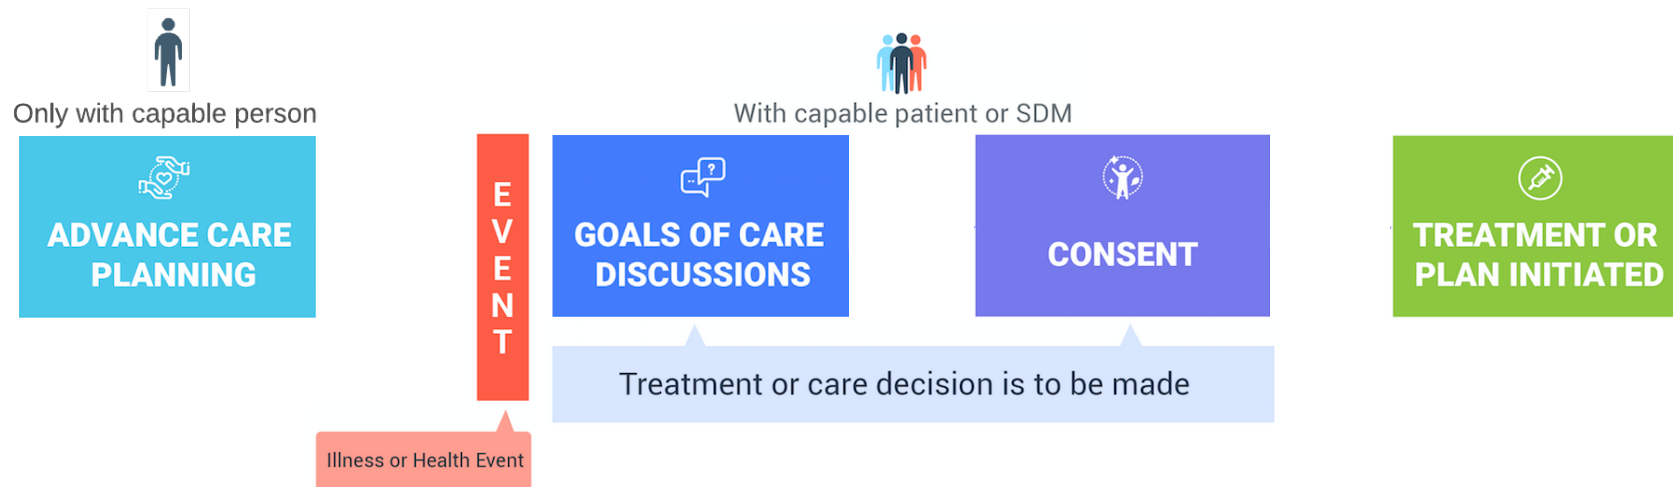 Only with capable person
With capable patient or SDM
ADVANCE CARE
PLANNING
EVENT
GOALS OF CARE
DISCUSSIONS
CONSENT
TREATMENT OR
PLAN INITIATED
Treatment or care decision is to be made
Illness or Health Event